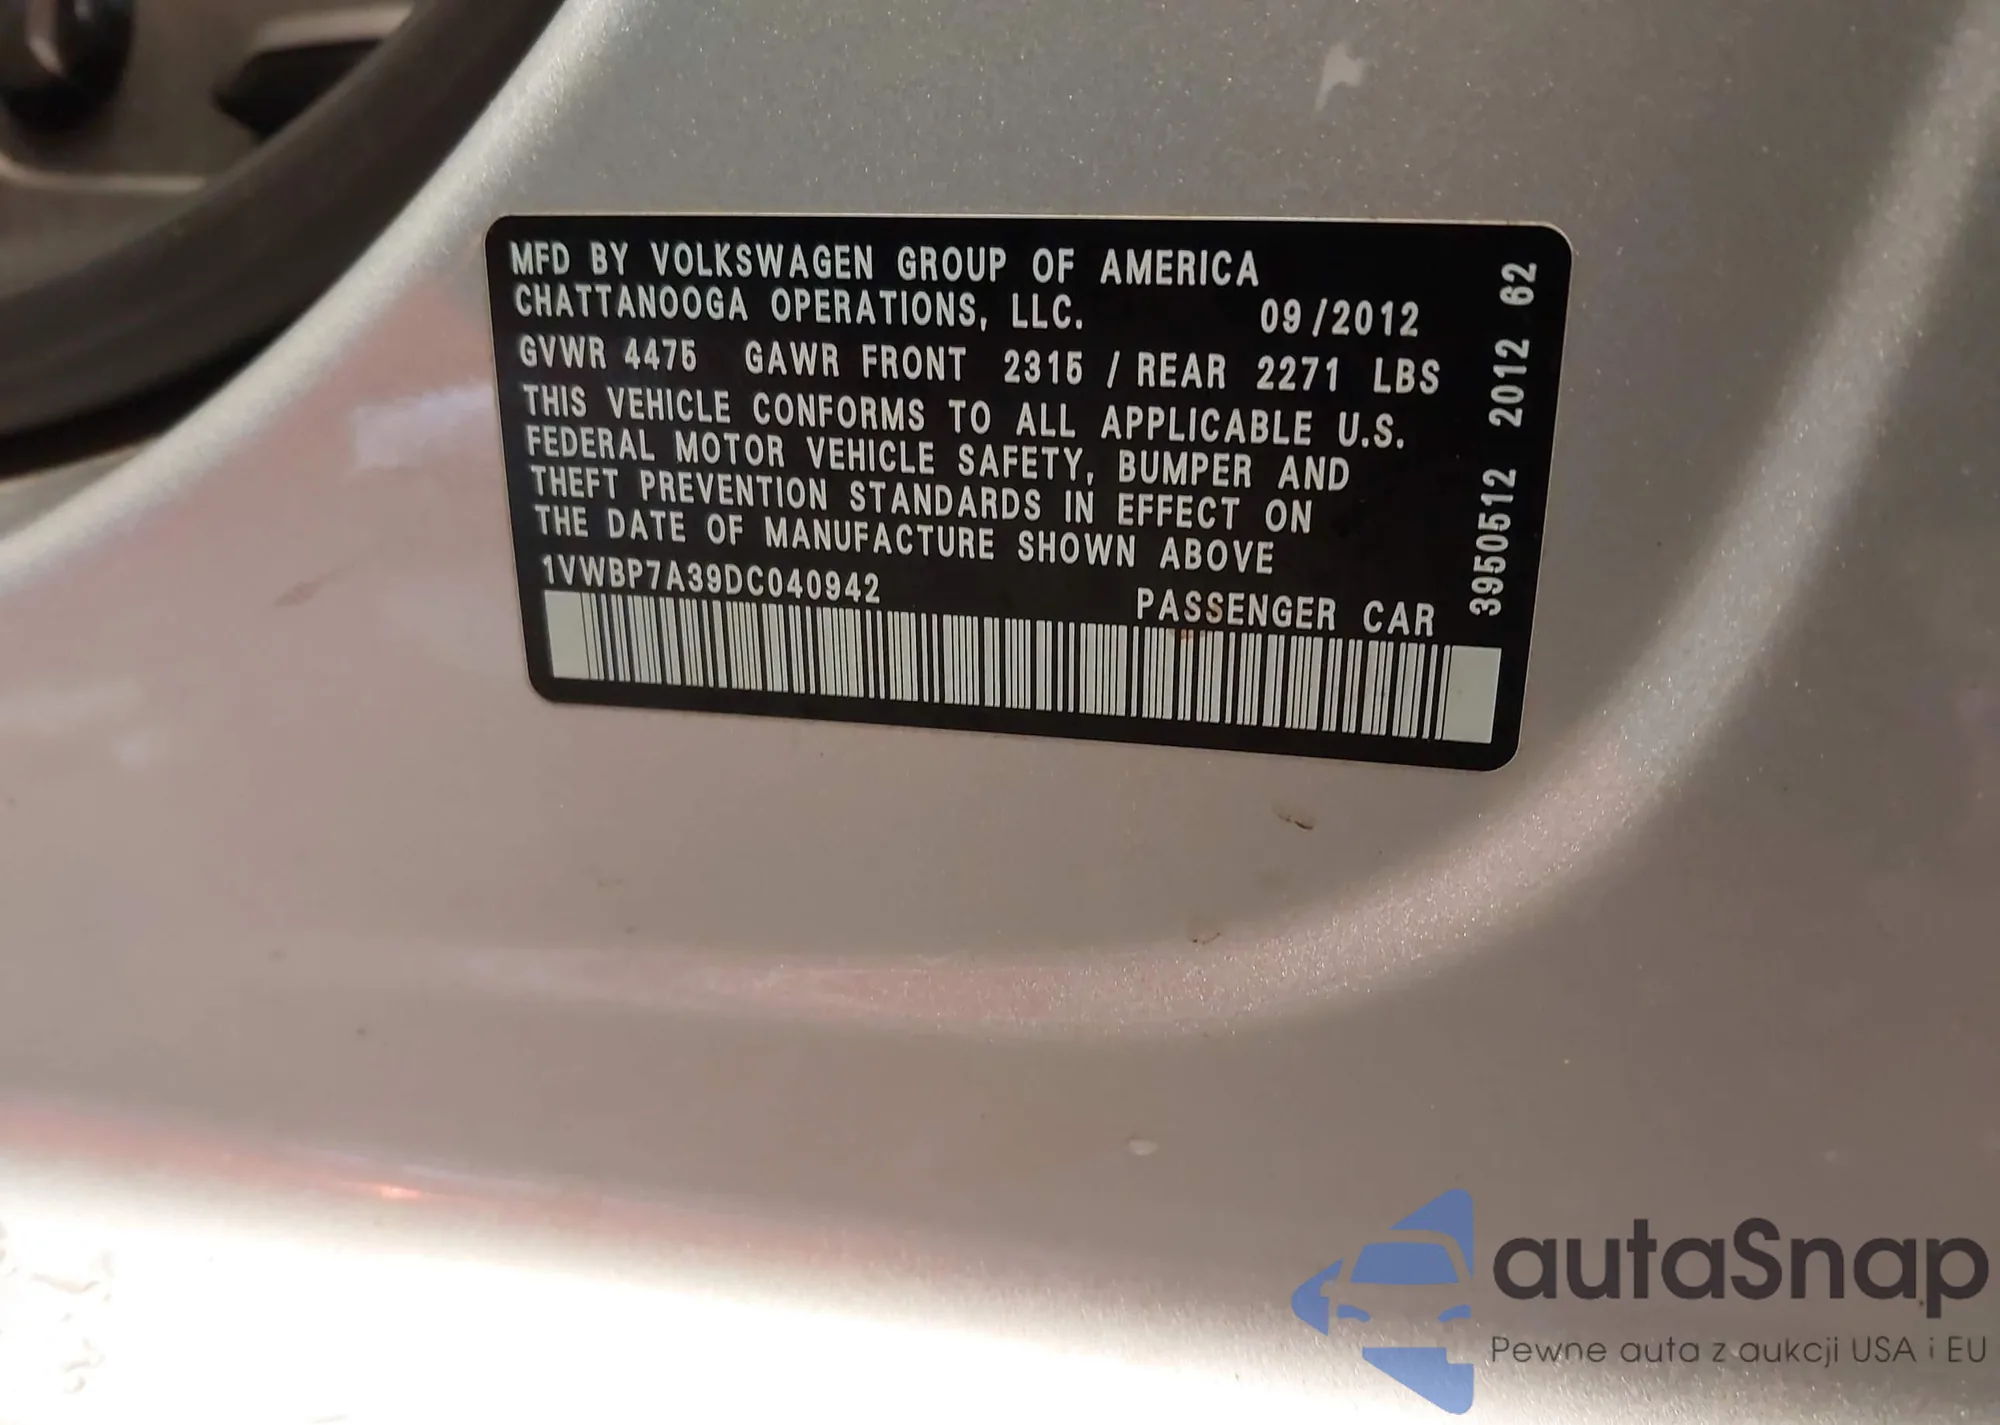 MFD BY VOLKSWAGEN GROUP OF AMERICA
CHATTANOOGA OPERATIONS, LLC. 09/2012
GVWR 4475 GAWR FRONT 2315 / REAR 2271 LBS
THIS VEHICLE CONFORMS TO ALL APPLICABLE U.S.
FEDERAL MOTOR VEHICLE SAFETY, BUMPER AND
THEFT PREVENTION STANDARDS IN EFFECT ON
THE DATE OF MANUFACTURE SHOWN ABOVE
1VWBP7A39DC040942 PASSENGER CAR
3950512 2012 62
autaSnap
Pewne auta z aukcji USA i EU